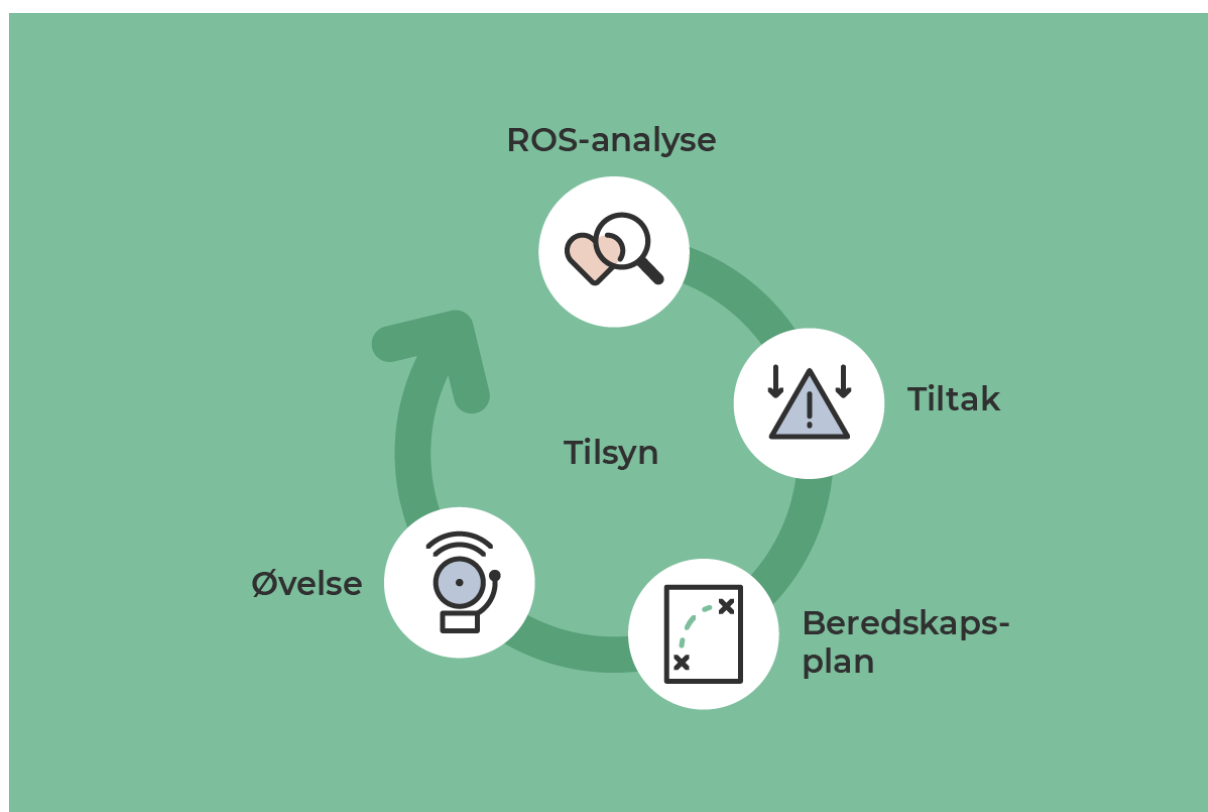 ROS-analyse
Tiltak
Tilsyn
Øvelse
Beredskaps-
plan